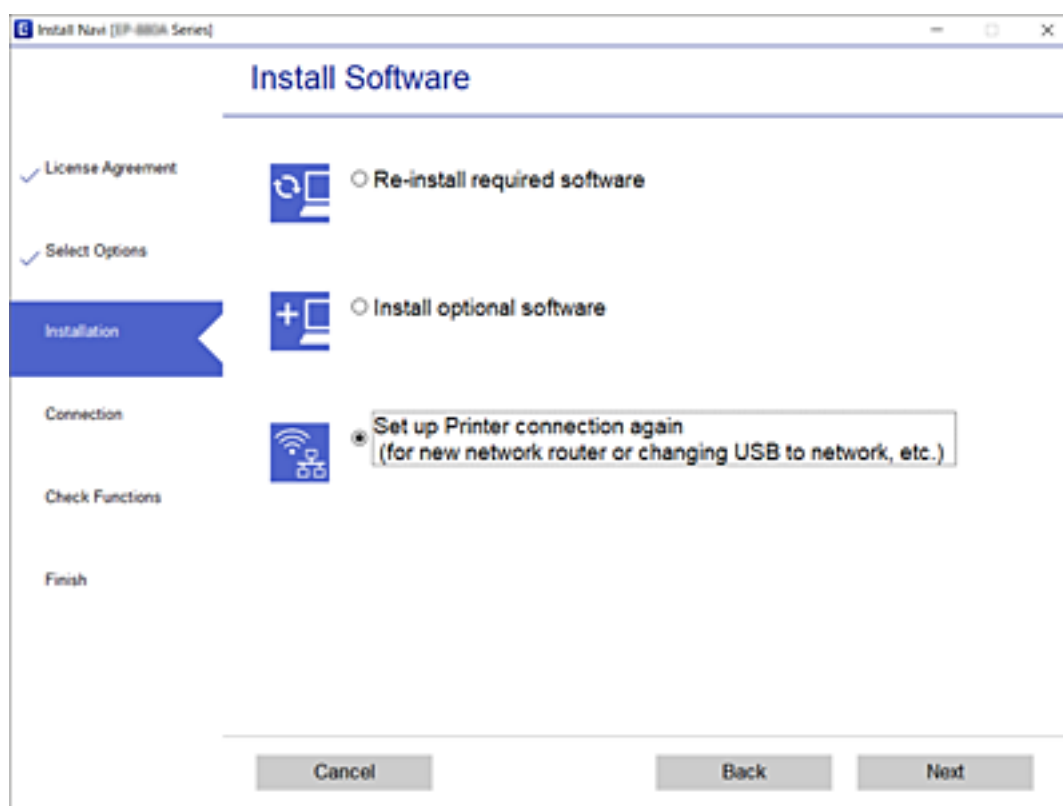 Install Navi [EP-880A Series]
Install Software
License Agreement
Select Options
Installation
Connection
Check Functions
Finish
Re-install required software
Install optional software
Set up Printer connection again
(for new network router or changing USB to network, etc.)
Cancel
Back
Next